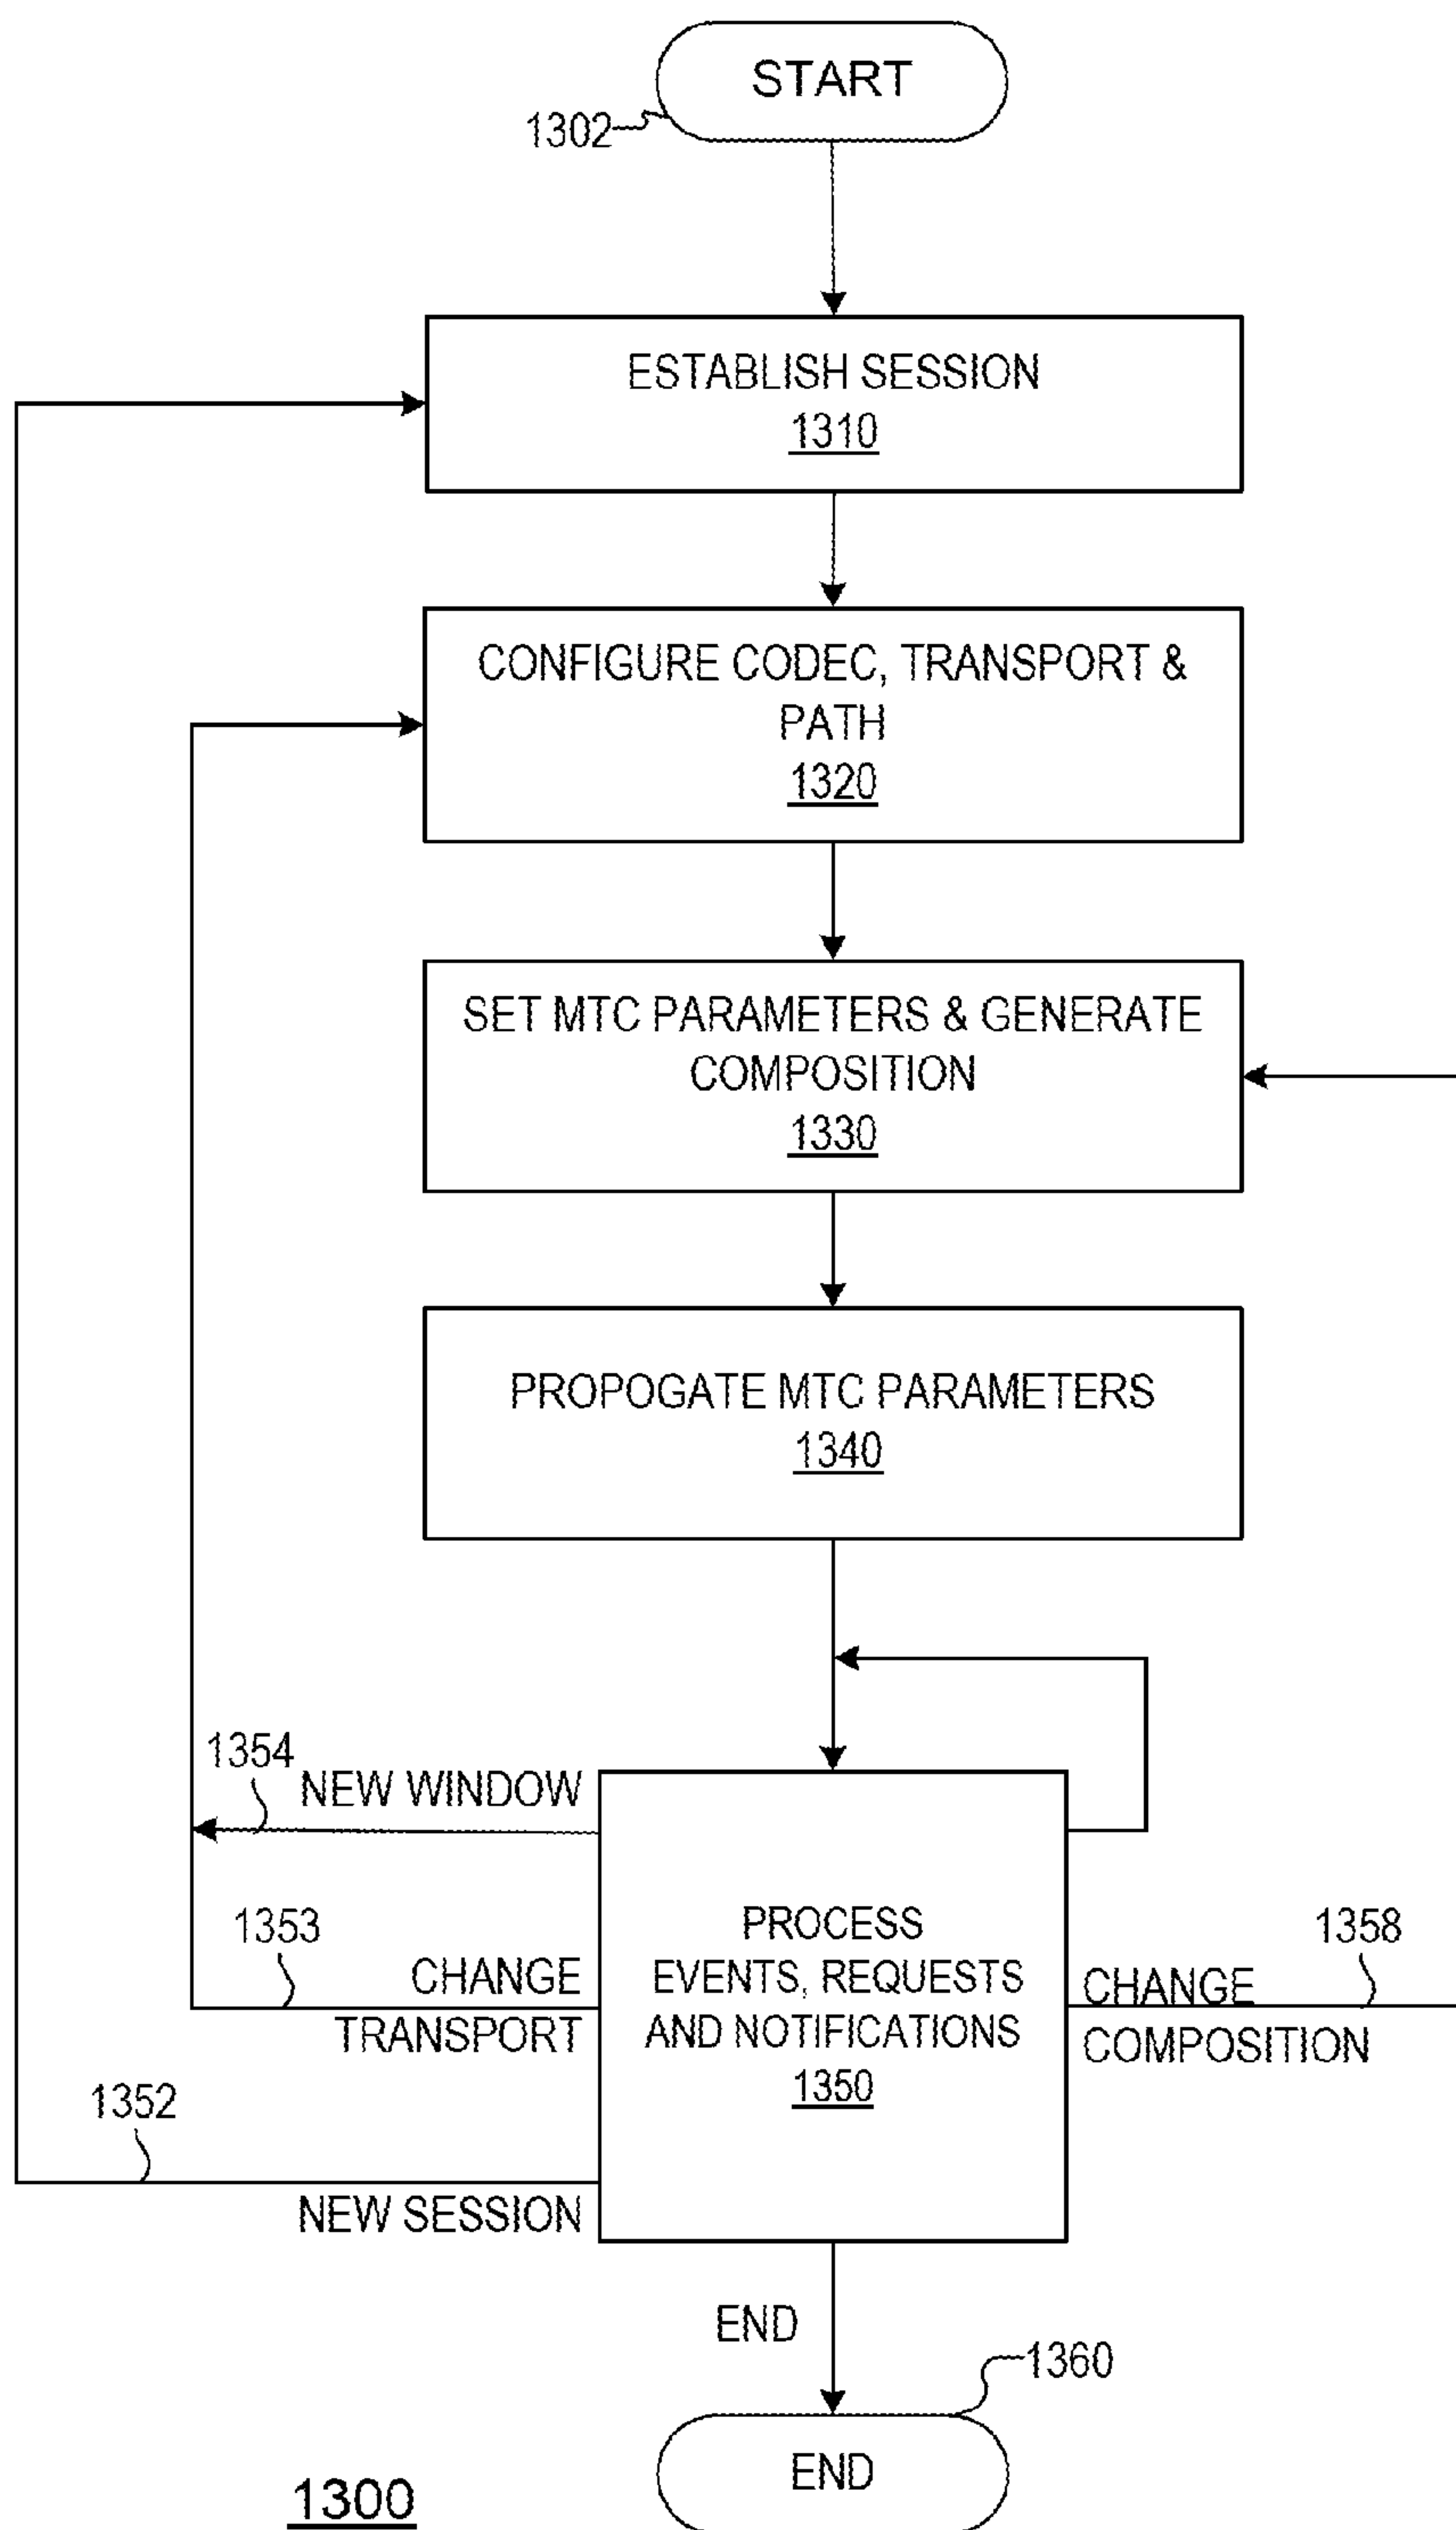 START
1302
ESTABLISH SESSION
1310
CONFIGURE CODEC, TRANSPORT &
PATH
1320
SET MTC PARAMETERS & GENERATE
COMPOSITION
1330
PROPOGATE MTC PARAMETERS
1340
1354
NEW WINDOW
1353
CHANGE
TRANSPORT
1352
NEW SESSION
PROCESS
EVENTS, REQUESTS
AND NOTIFICATIONS
1350
1358
CHANGE
COMPOSITION
END
1360
END
1300